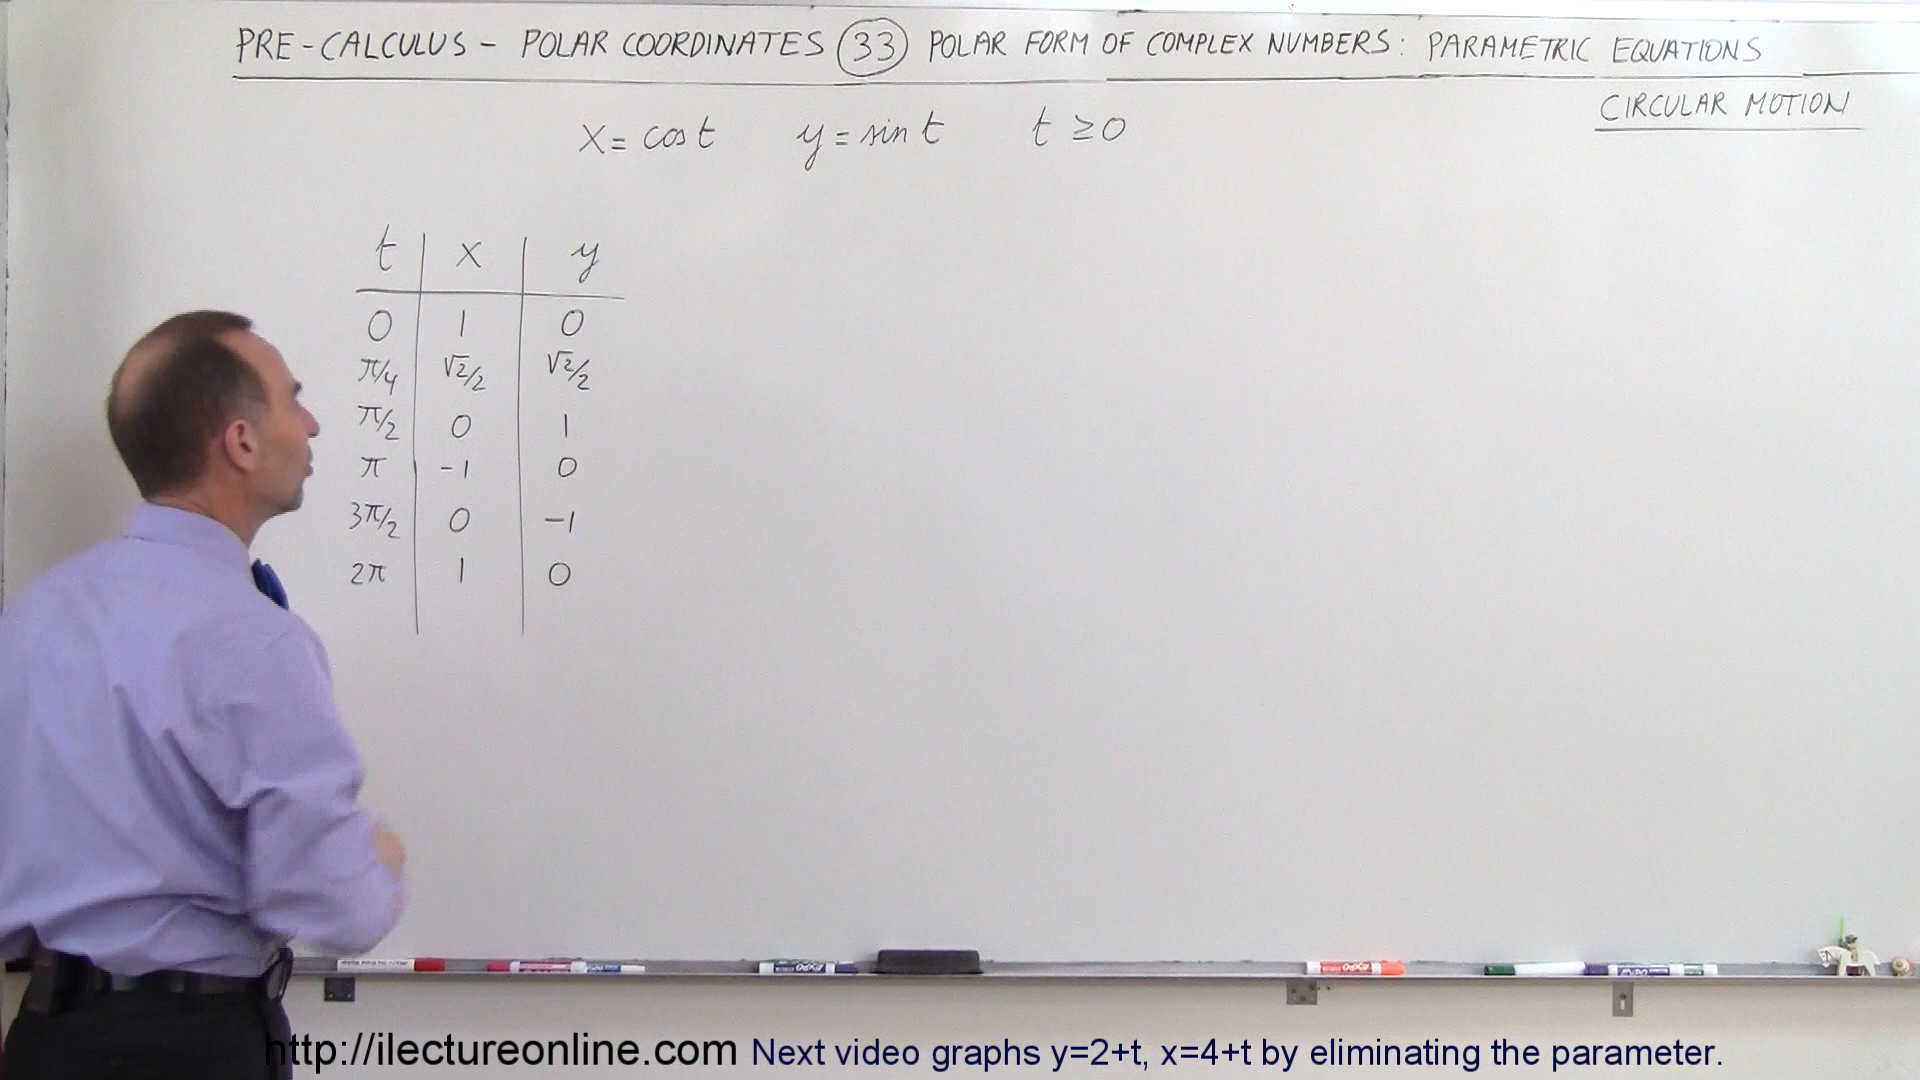 PRE-CALCULUS - POLAR COORDINATES 33 POLAR FORM OF COMPLEX NUMBERS: PARAMETRIC EQUATIONS
CIRCULAR MOTION
x = cos t y = sin t t ≥ 0
t x y
0 1 0
π/4 √2/2 √2/2
π/2 0 1
π -1 0
3π/2 0 -1
2π 1 0
http://ilectureonline.com Next video graphs y=2+t, x=4+t by eliminating the parameter.